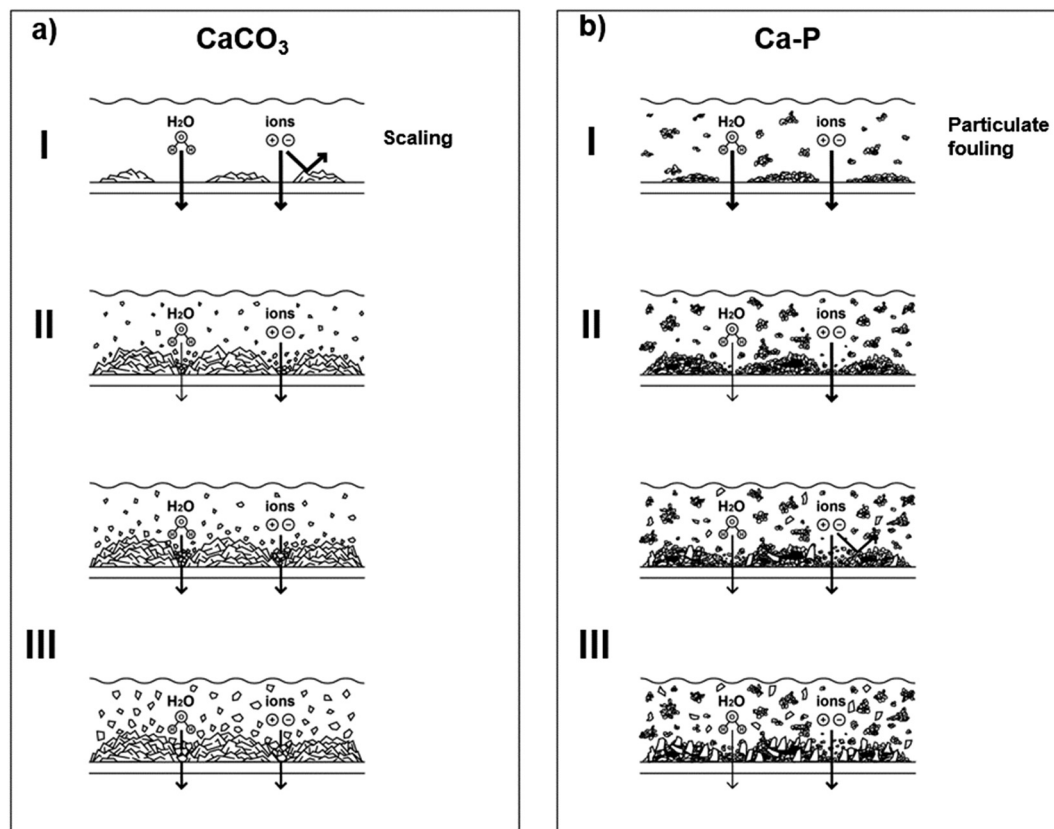 a)
CaCO₃
I
H₂O
ions
+ −
Scaling
II
H₂O
ions
+ −
H₂O
ions
+ −
III
H₂O
ions
+ −
b)
Ca-P
I
H₂O
ions
+ −
Particulate
fouling
II
H₂O
ions
+ −
H₂O
ions
+ −
III
H₂O
ions
+ −